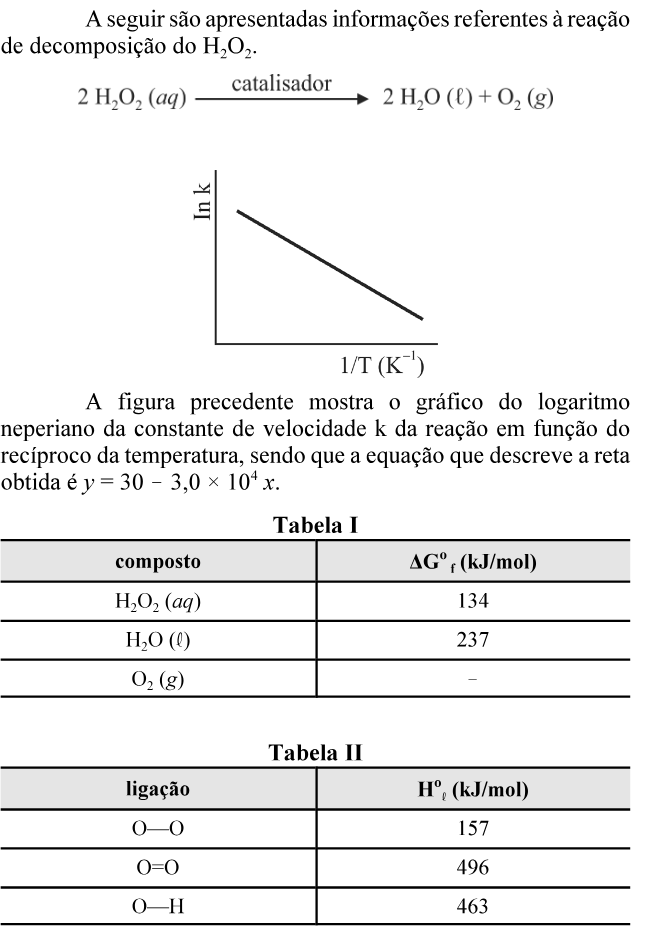 A seguir são apresentadas informações referentes à reação
de decomposição do H₂O₂.
catalisador
2 H₂O₂ (aq) ⟶ 2 H₂O (ℓ) + O₂ (g)
ln k
1/T (K⁻¹)
A figura precedente mostra o gráfico do logaritmo
neperiano da constante de velocidade k da reação em função do
recíproco da temperatura, sendo que a equação que descreve a reta
obtida é y = 30 − 3,0 × 10⁴ x.
Tabela I
composto ΔGº f (kJ/mol)
H₂O₂ (aq) 134
H₂O (ℓ) 237
O₂ (g) –
Tabela II
ligação Hº ℓ (kJ/mol)
O—O 157
O=O 496
O—H 463